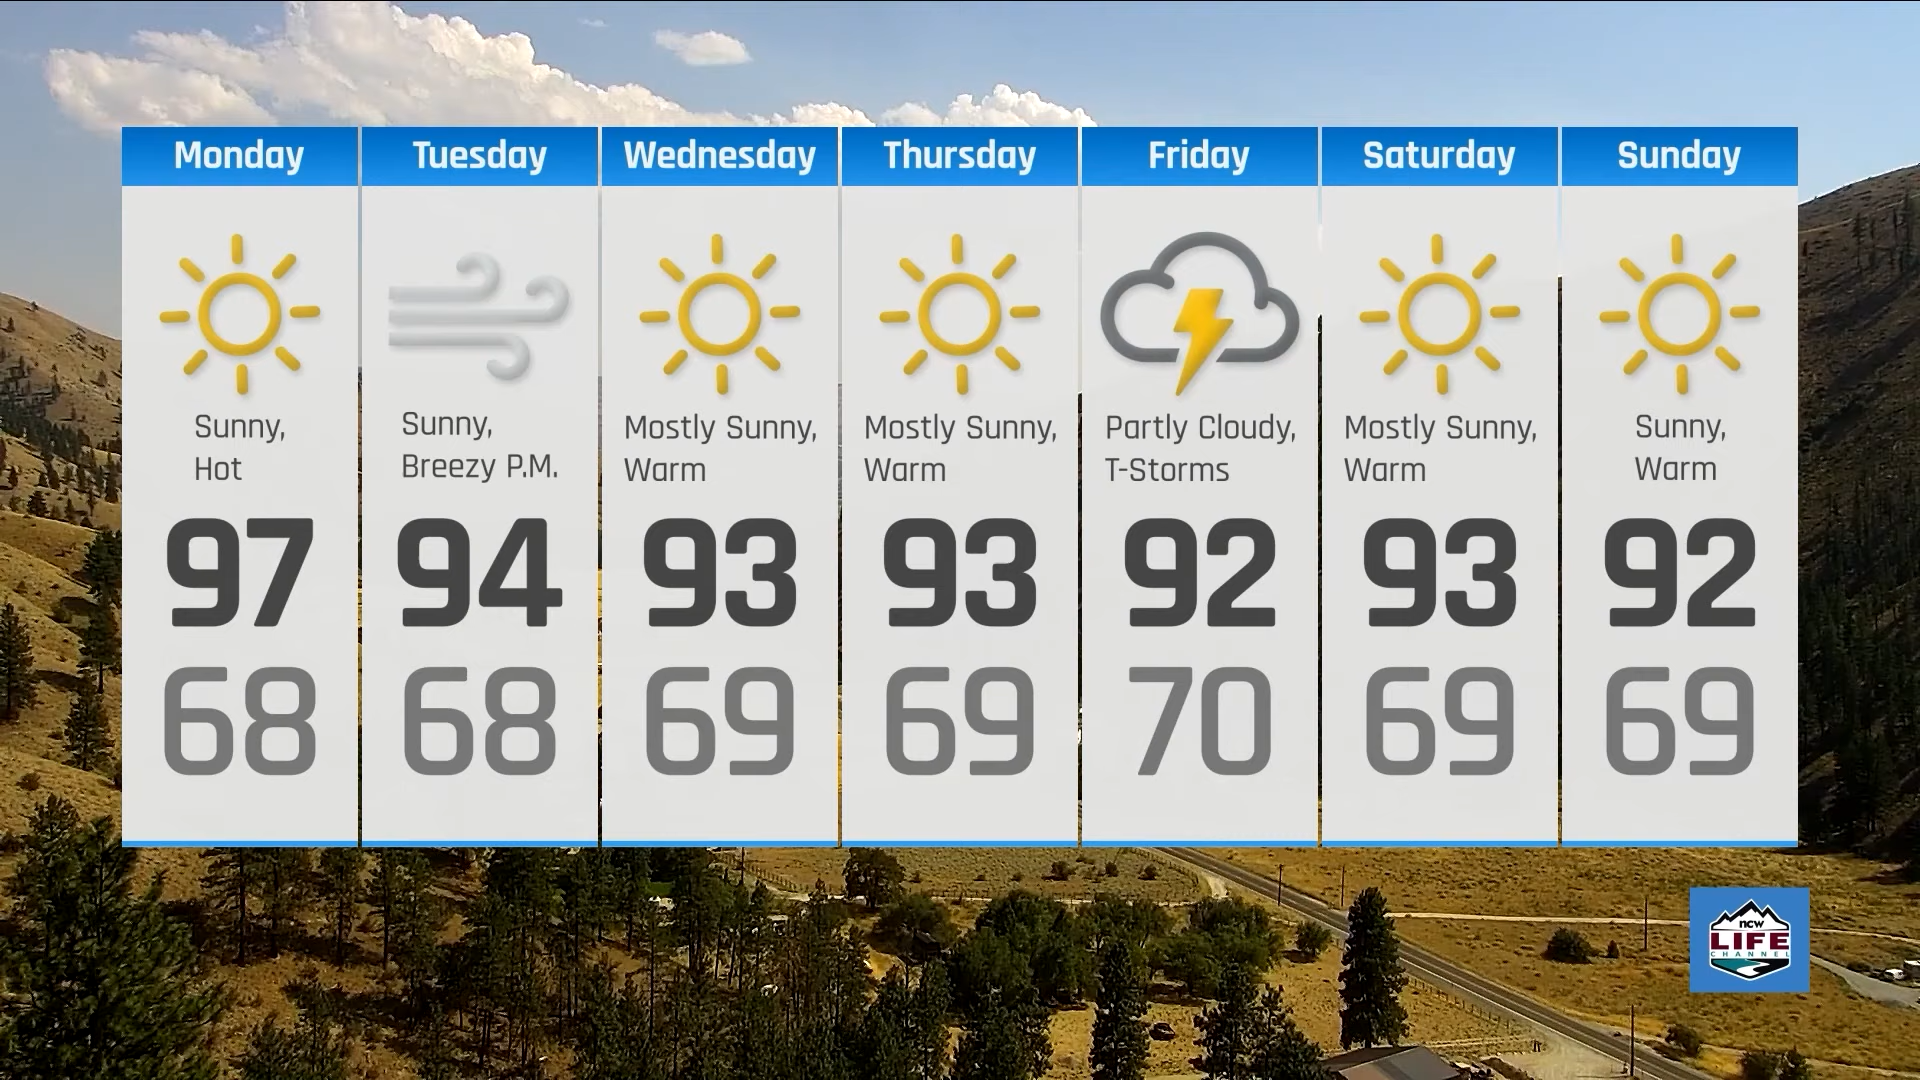 Monday
Sunny,
Hot
97
68
Tuesday
Sunny,
Breezy P.M.
94
68
Wednesday
Mostly Sunny,
Warm
93
69
Thursday
Mostly Sunny,
Warm
93
69
Friday
Partly Cloudy,
T-Storms
92
70
Saturday
Mostly Sunny,
Warm
93
69
Sunday
Sunny,
Warm
92
69
ncw
LIFE
CHANNEL